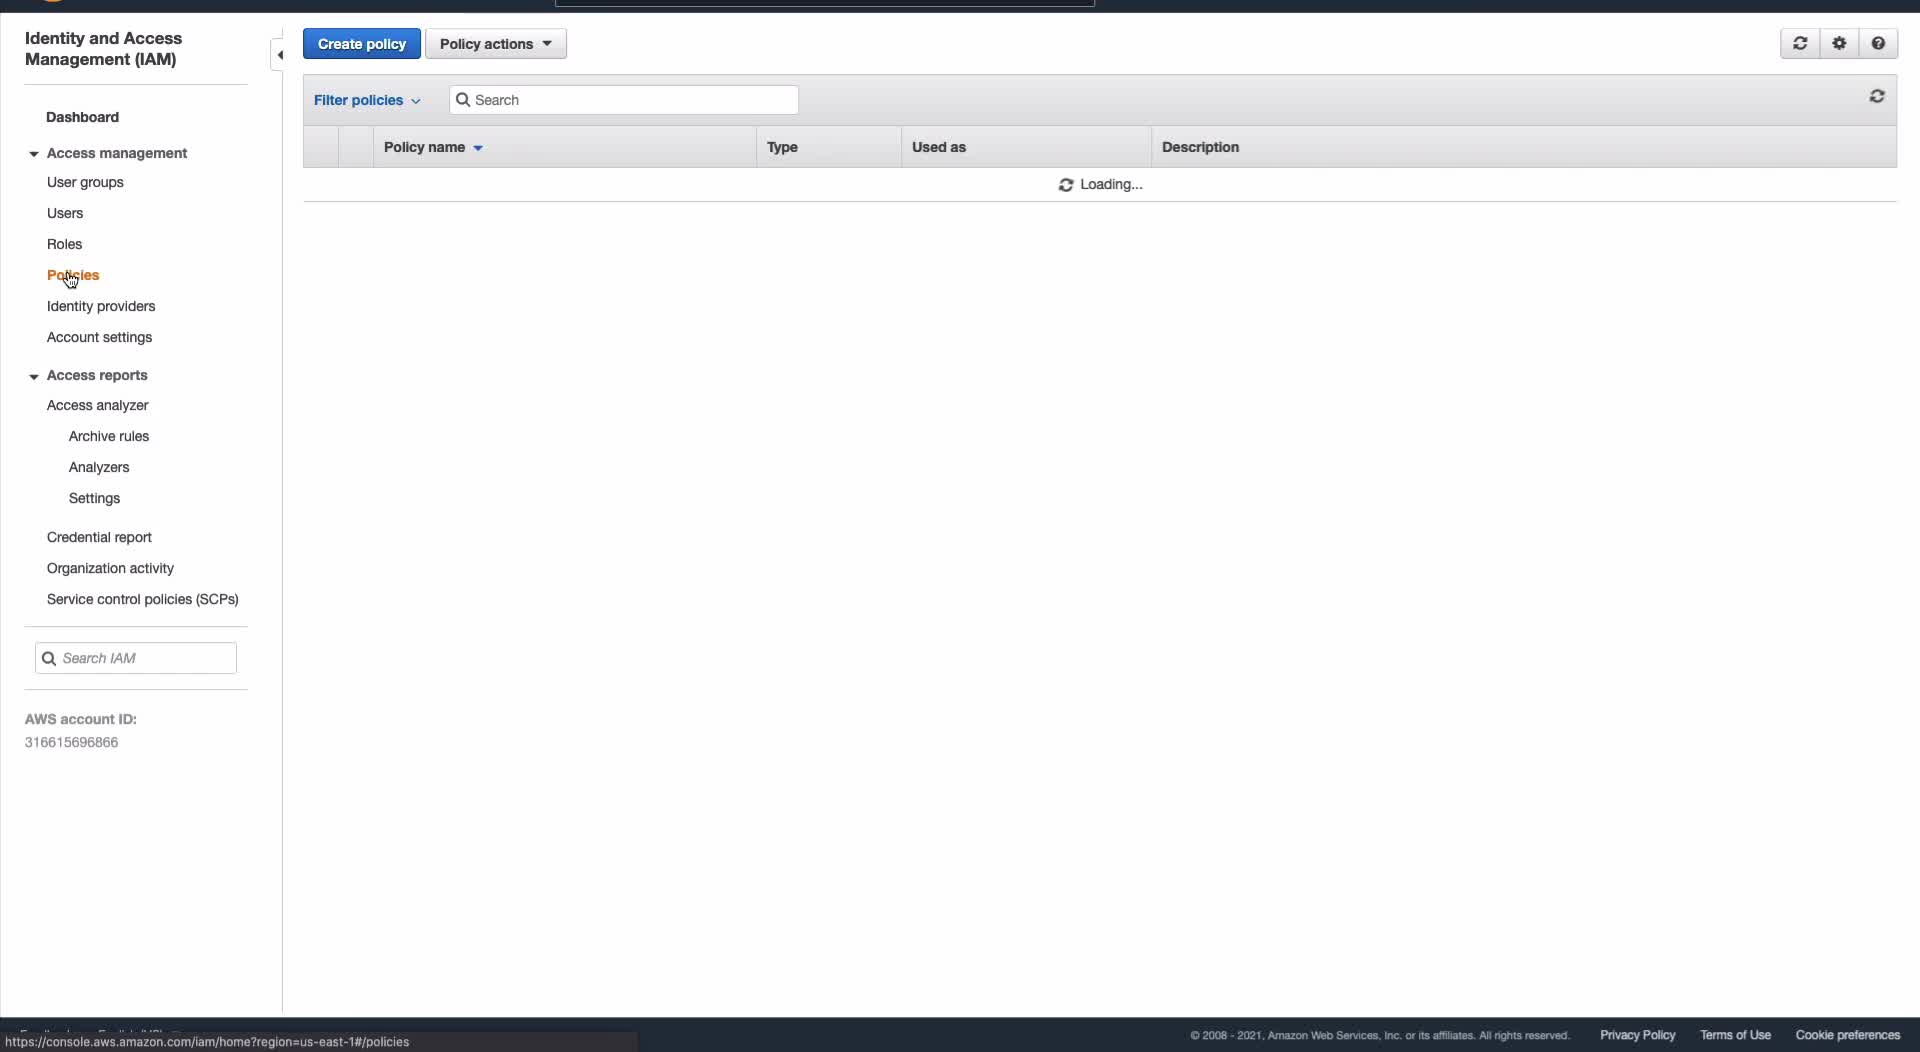 Identity and Access
Management (IAM)
Dashboard
Access management
User groups
Users
Roles
Policies
Identity providers
Account settings
Access reports
Access analyzer
Archive rules
Analyzers
Settings
Credential report
Organization activity
Service control policies (SCPs)
Search IAM
AWS account ID:
316615696866
Create policy
Policy actions
Filter policies
Search
Policy name
Type
Used as
Description
Loading...
https://console.aws.amazon.com/iam/home?region=us-east-1#/policies
© 2008 - 2021, Amazon Web Services, Inc. or its affiliates. All rights reserved.
Privacy Policy
Terms of Use
Cookie preferences